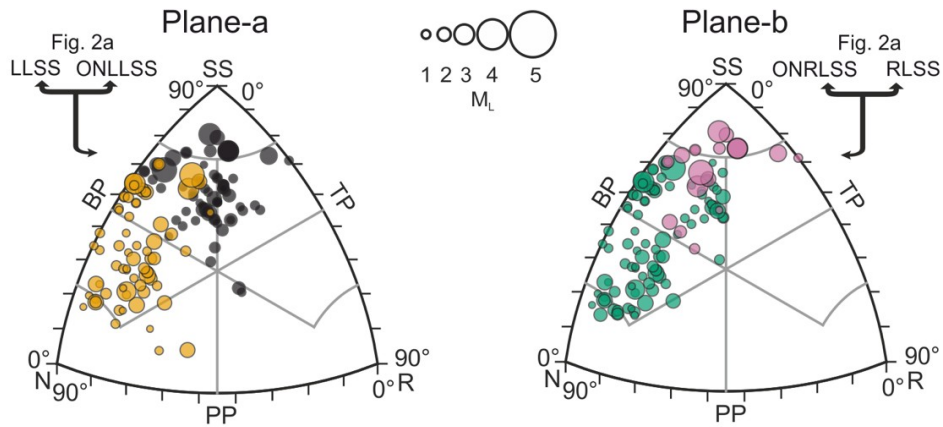 Plane-a
Plane-b
Fig. 2a
LLSS ONLLSS
1 2 3 4 5
M_L
Fig. 2a
ONRLSS RLSS
SS
90° 0°
BP
TP
0°
N
90°
PP
90°
0° R
SS
90° 0°
BP
TP
0°
N
90°
PP
90°
0° R